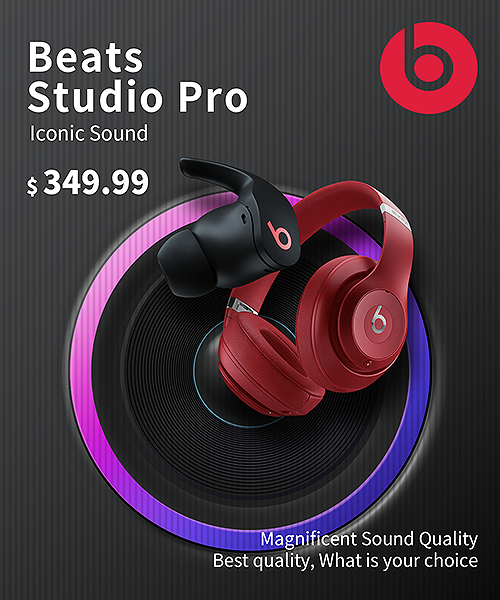 Beats
Studio Pro
Iconic Sound
$ 349.99
Magnificent Sound Quality
Best quality, What is your choice